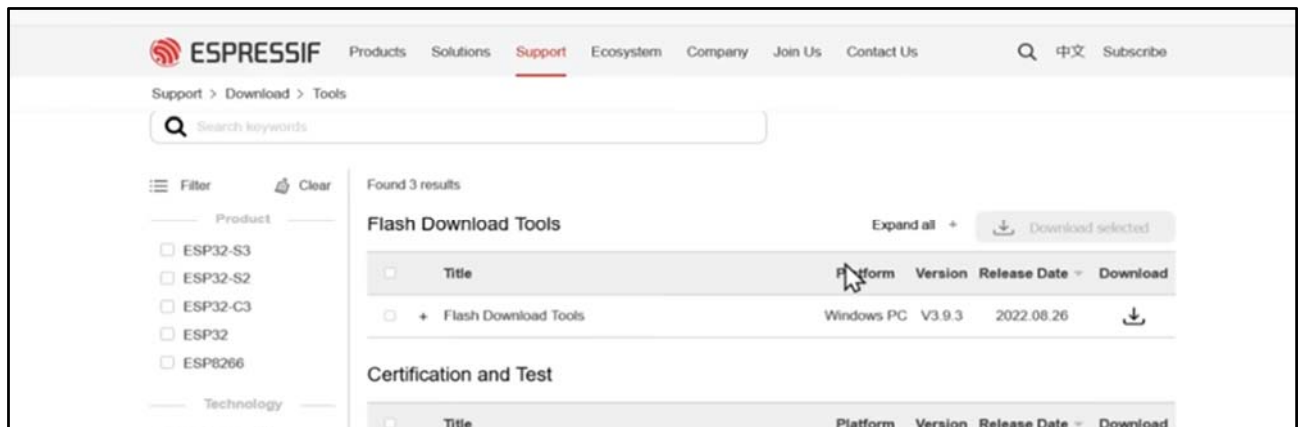 ESPRESSIF Products Solutions Support Ecosystem Company Join Us Contact Us 中文 Subscribe
Support > Download > Tools
Search keywords
Filter Clear
Product
ESP32-S3
ESP32-S2
ESP32-C3
ESP32
ESP8266
Technology
Found 3 results
Flash Download Tools Expand all + Download selected
Title Platform Version Release Date Download
+ Flash Download Tools Windows PC V3.9.3 2022.08.26
Certification and Test
Title Platform Version Release Date Download